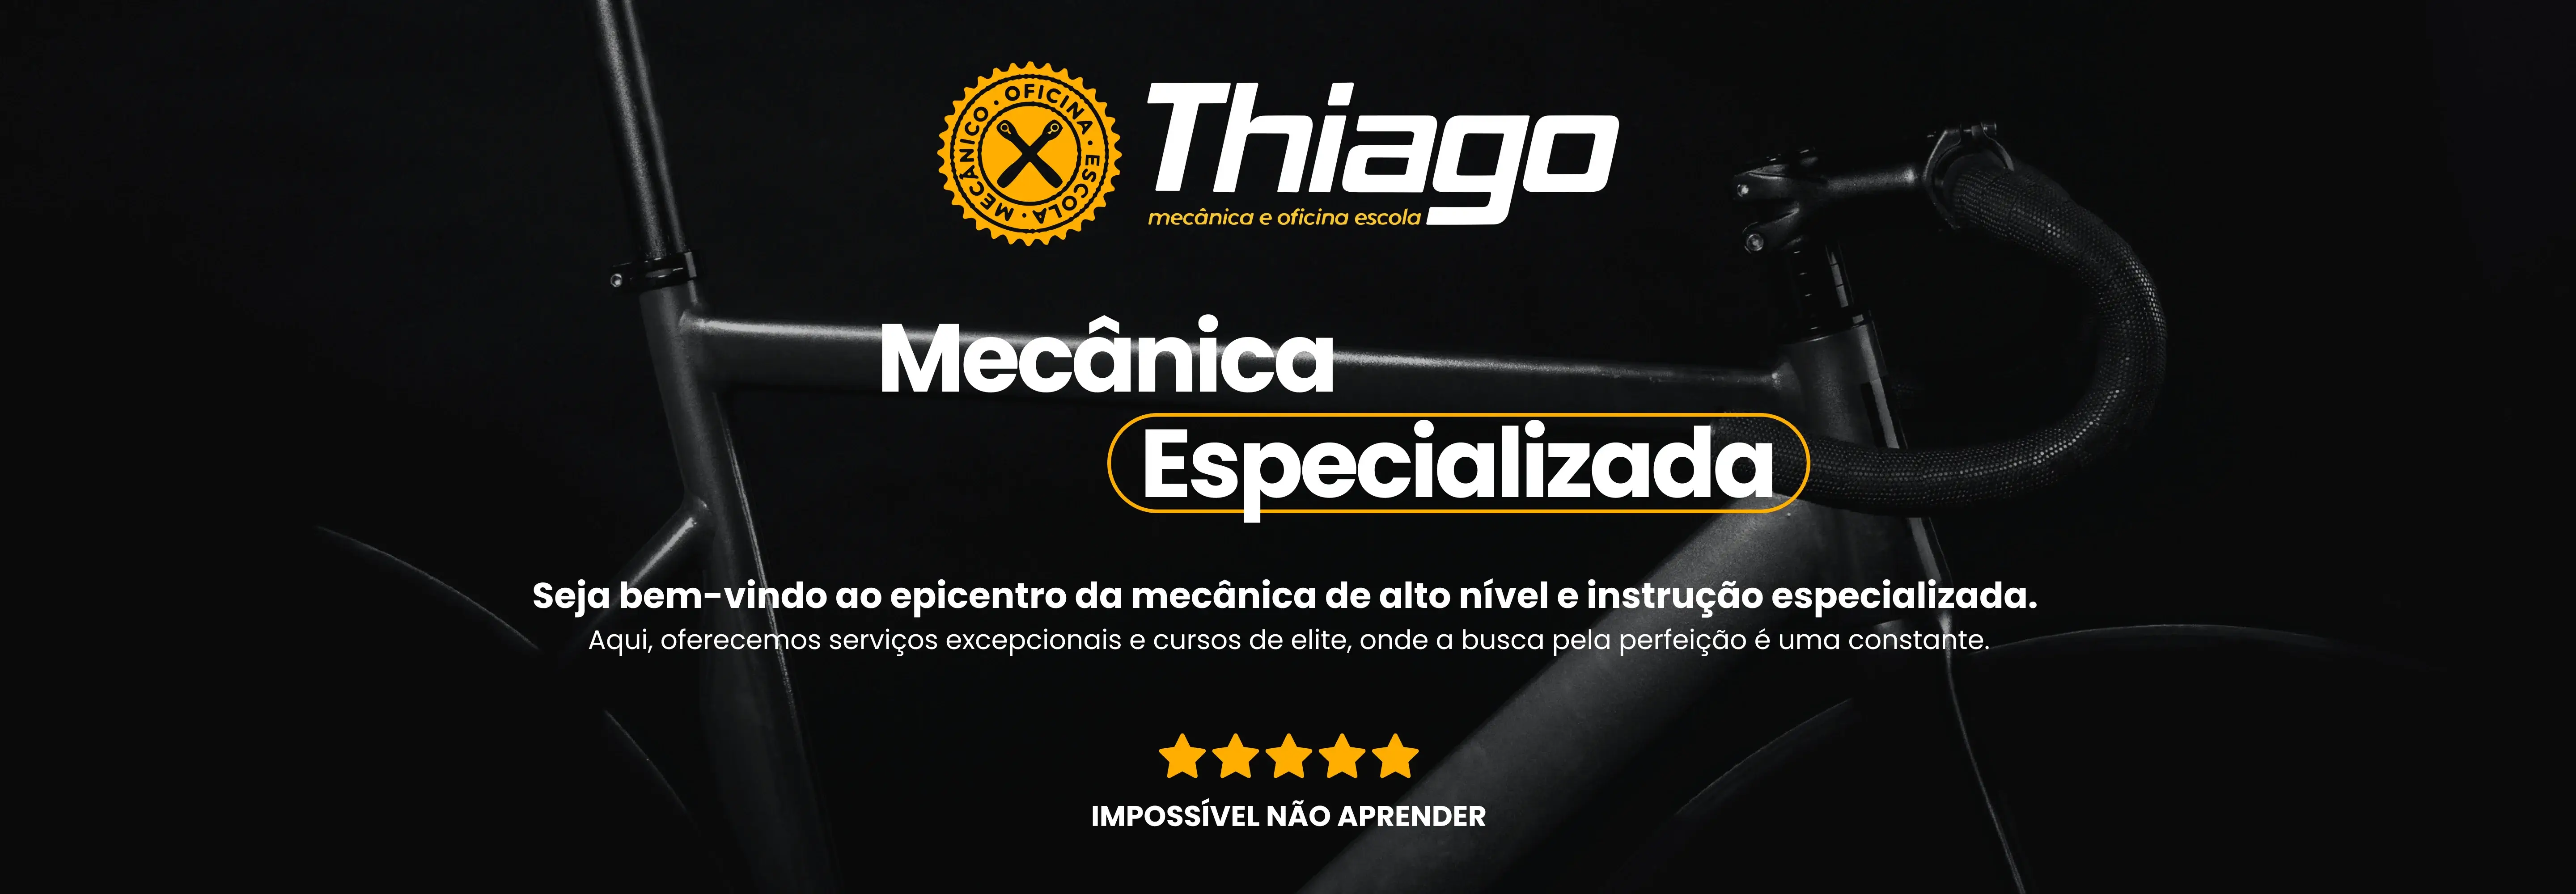 OFICINA · ESCOLA · MECÂNICO ·
Thiago
mecânica e oficina escola
Mecânica
Especializada
Seja bem-vindo ao epicentro da mecânica de alto nível e instrução especializada.
Aqui, oferecemos serviços excepcionais e cursos de elite, onde a busca pela perfeição é uma constante.
IMPOSSÍVEL NÃO APRENDER